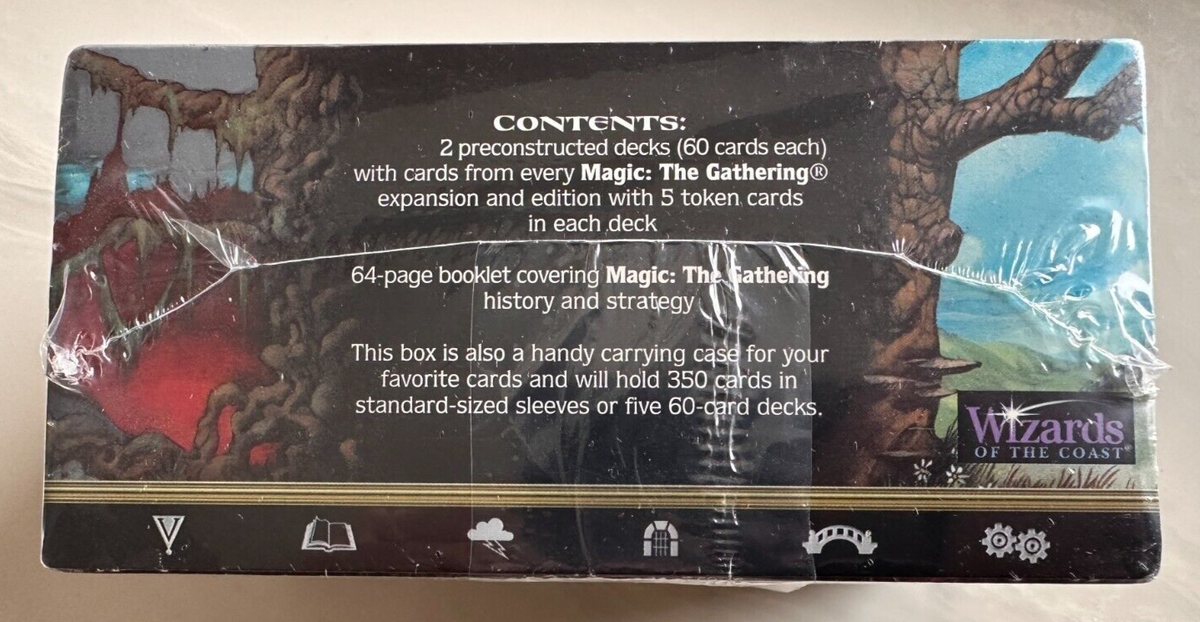 CONTENTS:
2 preconstructed decks (60 cards each)
with cards from every Magic: The Gathering®
expansion and edition with 5 token cards
in each deck
64-page booklet covering Magic: The Gathering
history and strategy
This box is also a handy carrying case for your
favorite cards and will hold 350 cards in
standard-sized sleeves or five 60-card decks.
Wizards
OF THE COAST®